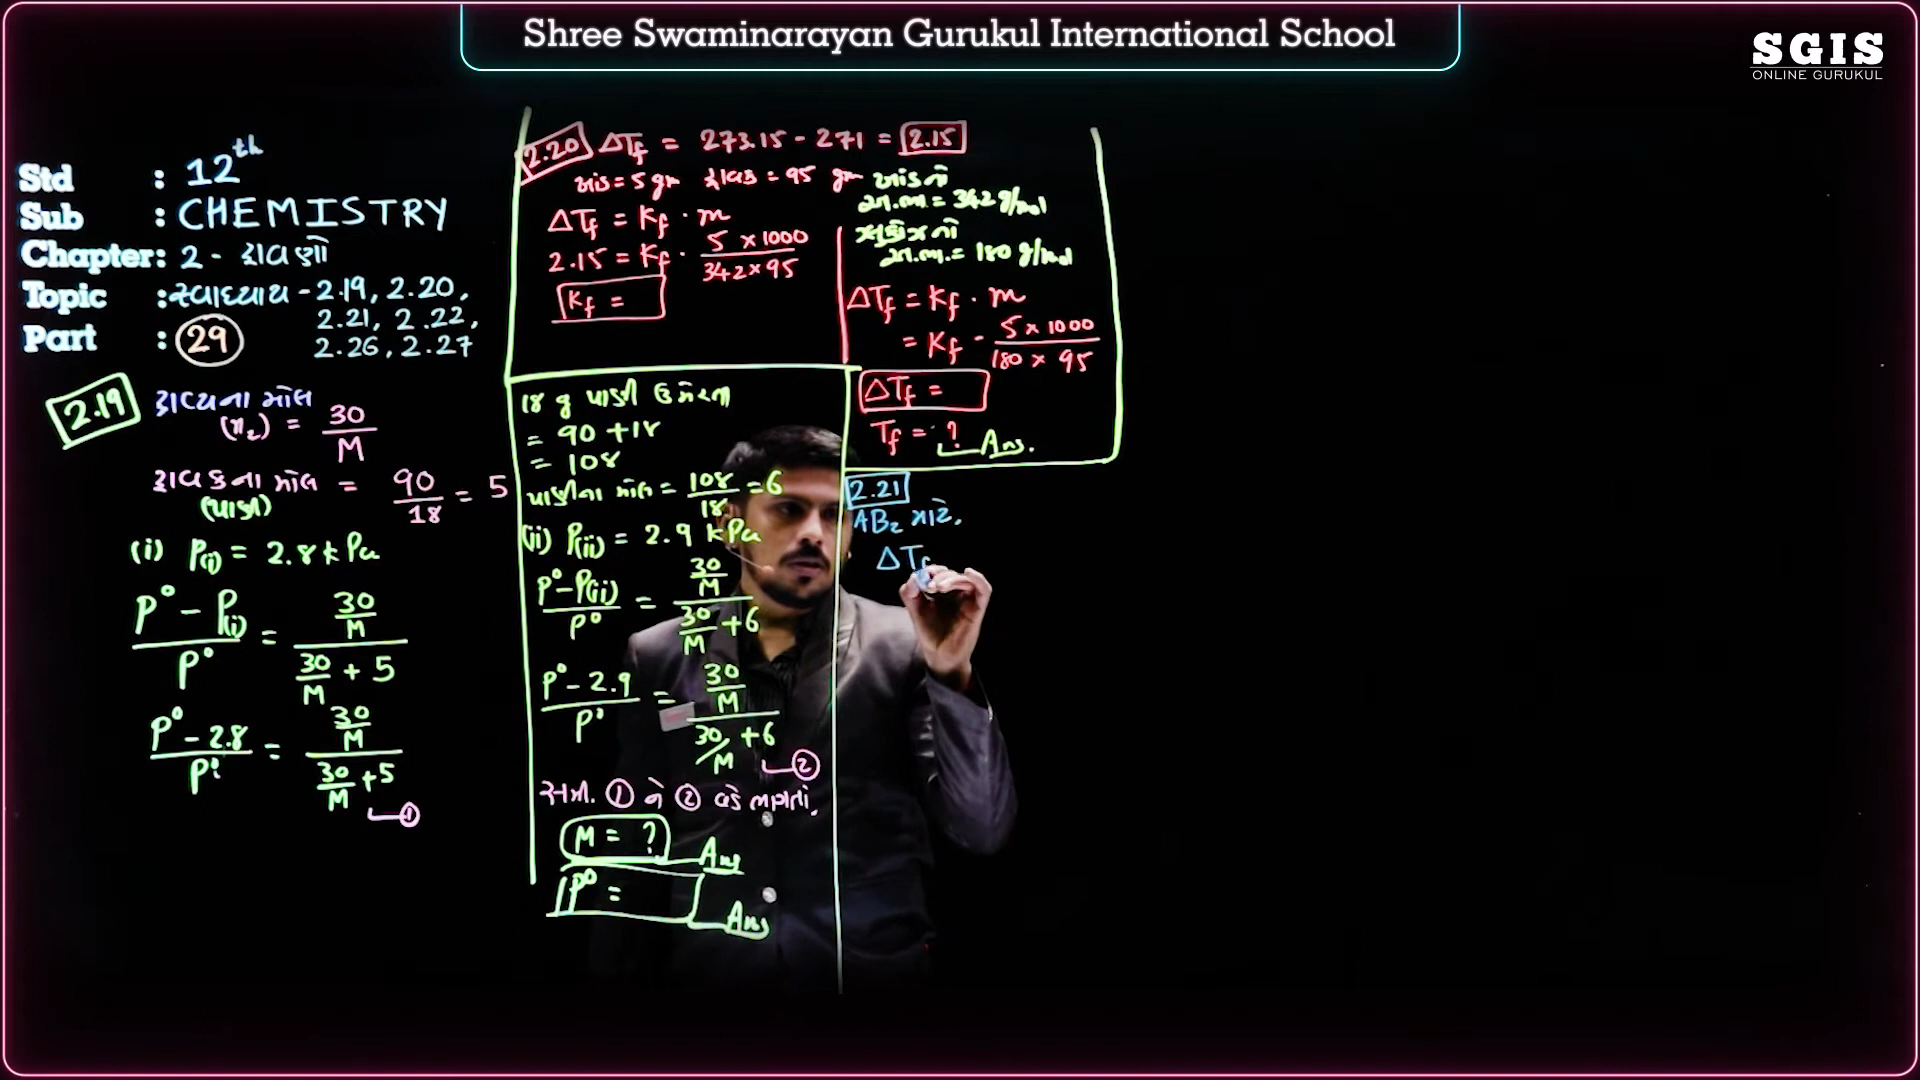 Shree Swaminarayan Gurukul International School
SGIS
ONLINE GURUKUL
Std : 12th
Sub : CHEMISTRY
Chapter: 2 - દ્રાવણો
Topic : સ્વાધ્યાય - 2.19, 2.20,
2.21, 2.22,
2.26, 2.27
Part : 29
2.19 દ્રાવ્યના મોલ
(n₂) = 30/M
દ્રાવકના મોલ = 90/18 = 5
(પાણી)
(i) P(i) = 2.8 kPa
(P° - P(i))/P° = (30/M)/(30/M + 5)
(P° - 2.8)/P° = (30/M)/(30/M + 5)
①
18 g પાણી ઉમેરતા
= 90 + 18
= 108
પાણીના મોલ = 108/18 = 6
(ii) P(ii) = 2.9 kPa
(P° - P(ii))/P° = (30/M)/(30/M + 6)
(P° - 2.9)/P° = (30/M)/(30/M + 6)
②
સમી. ① ને ② વડે ભાગતાં.
M = ? Ans
P° = Ans
2.20 ΔTf = 273.15 - 271 = 2.15
ખાંડ = 5 gm દ્રાવક = 95 gm
ΔTf = Kf · m
2.15 = Kf · (5 × 1000)/(342 × 95)
Kf =
ખાંડનો
આ.ભા. = 342 g/mol
ગ્લુકોઝનો
આ.ભા. = 180 g/mol
ΔTf = Kf · m
= Kf - (5 × 1000)/(180 × 95)
ΔTf =
Tf = ? Ans.
2.21
AB₂ માટે.
ΔTf